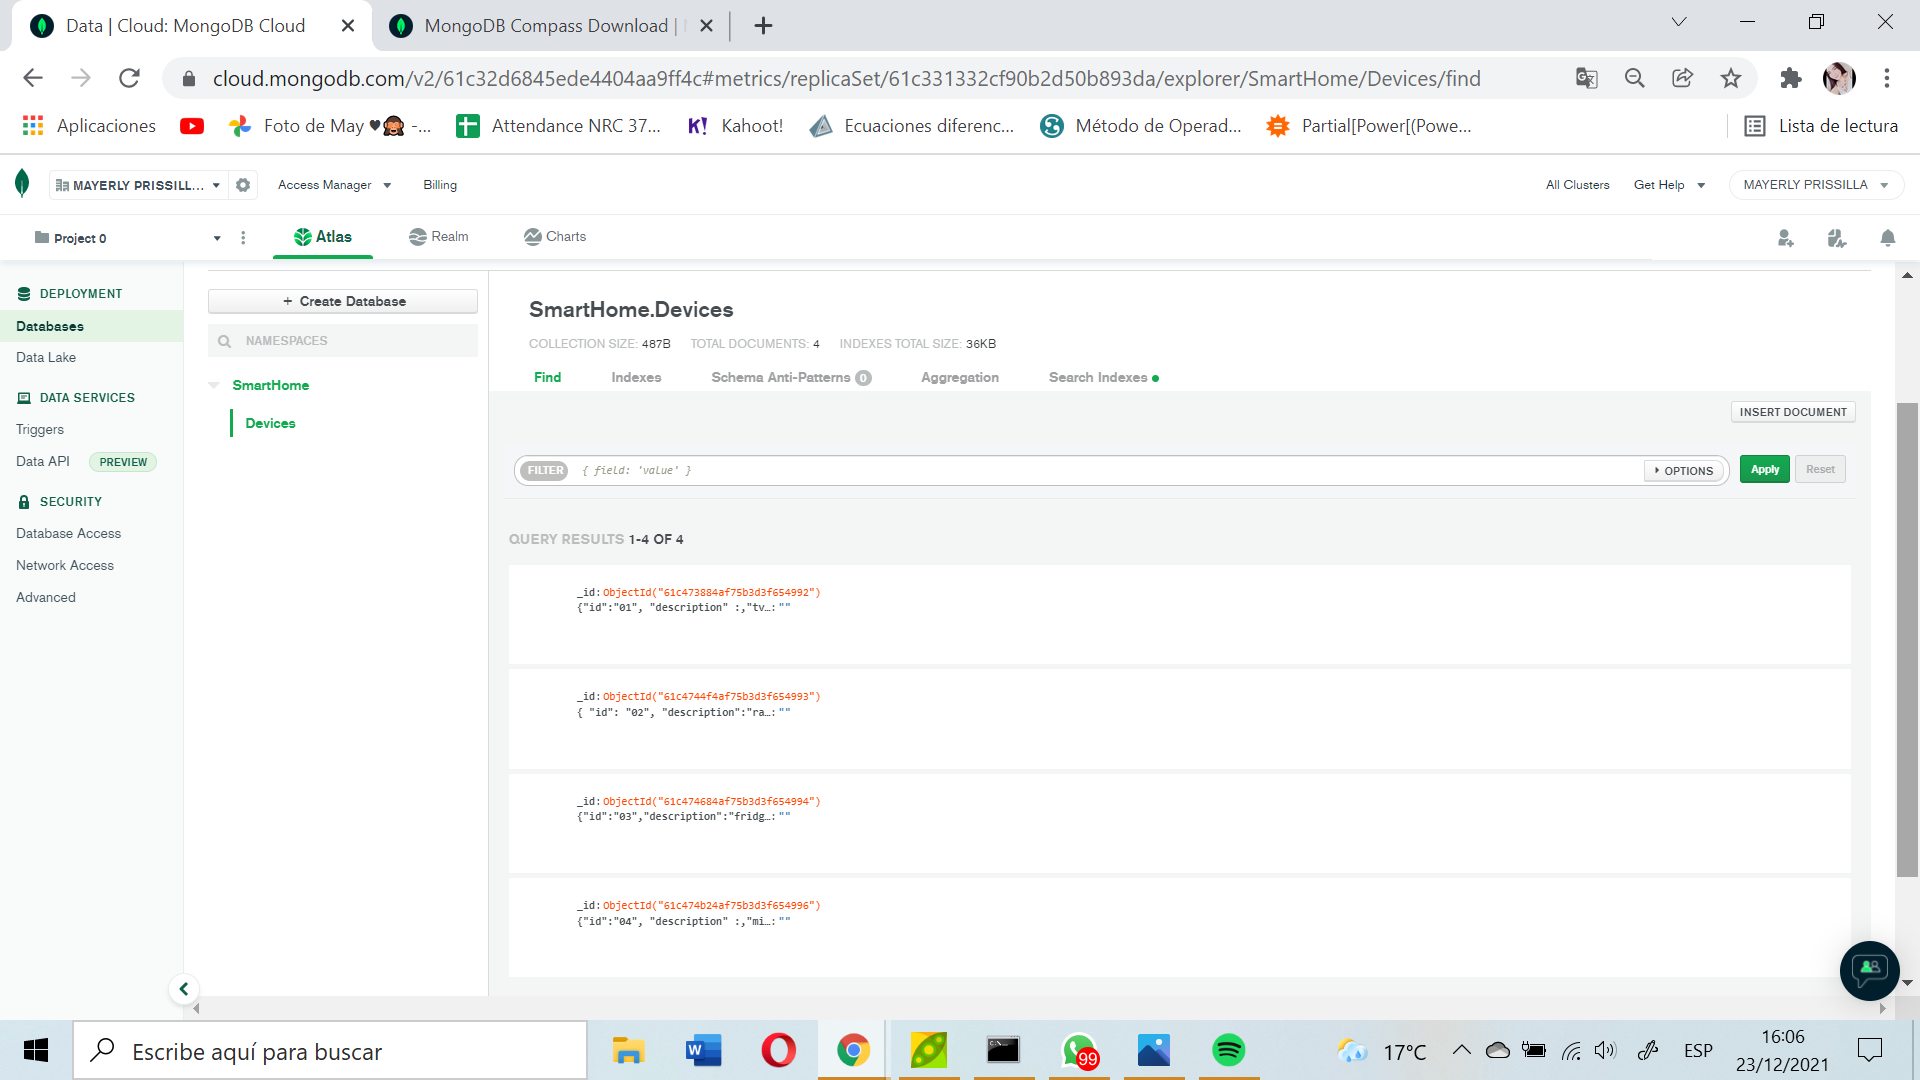 Data | Cloud: MongoDB Cloud
MongoDB Compass Download |
cloud.mongodb.com/v2/61c32d6845ede4404aa9ff4c#metrics/replicaSet/61c331332cf90b2d50b893da/explorer/SmartHome/Devices/find
Aplicaciones
Foto de May ♥🙊 -...
Attendance NRC 37...
K! Kahoot!
Ecuaciones diferenc...
Método de Operad...
Partial[Power[(Powe...
Lista de lectura
MAYERLY PRISSILL...
Access Manager
Billing
All Clusters
Get Help
MAYERLY PRISSILLA
Project 0
Atlas
Realm
Charts
DEPLOYMENT
Databases
Data Lake
DATA SERVICES
Triggers
Data API PREVIEW
SECURITY
Database Access
Network Access
Advanced
+ Create Database
NAMESPACES
SmartHome
Devices
SmartHome.Devices
COLLECTION SIZE: 487B TOTAL DOCUMENTS: 4 INDEXES TOTAL SIZE: 36KB
Find Indexes Schema Anti-Patterns 0 Aggregation Search Indexes
INSERT DOCUMENT
FILTER { field: 'value' } OPTIONS Apply Reset
QUERY RESULTS 1-4 OF 4
_id: ObjectId("61c473884af75b3d3f654992")
{"id":"01", "description" :,"tv…: ""
_id: ObjectId("61c4744f4af75b3d3f654993")
{ "id": "02", "description":"ra…: ""
_id: ObjectId("61c474684af75b3d3f654994")
{"id":"03","description":"fridg…: ""
_id: ObjectId("61c474b24af75b3d3f654996")
{"id":"04", "description" :,"mi…: ""
Escribe aquí para buscar
W
C:\
99
17°C
ESP
16:06
23/12/2021